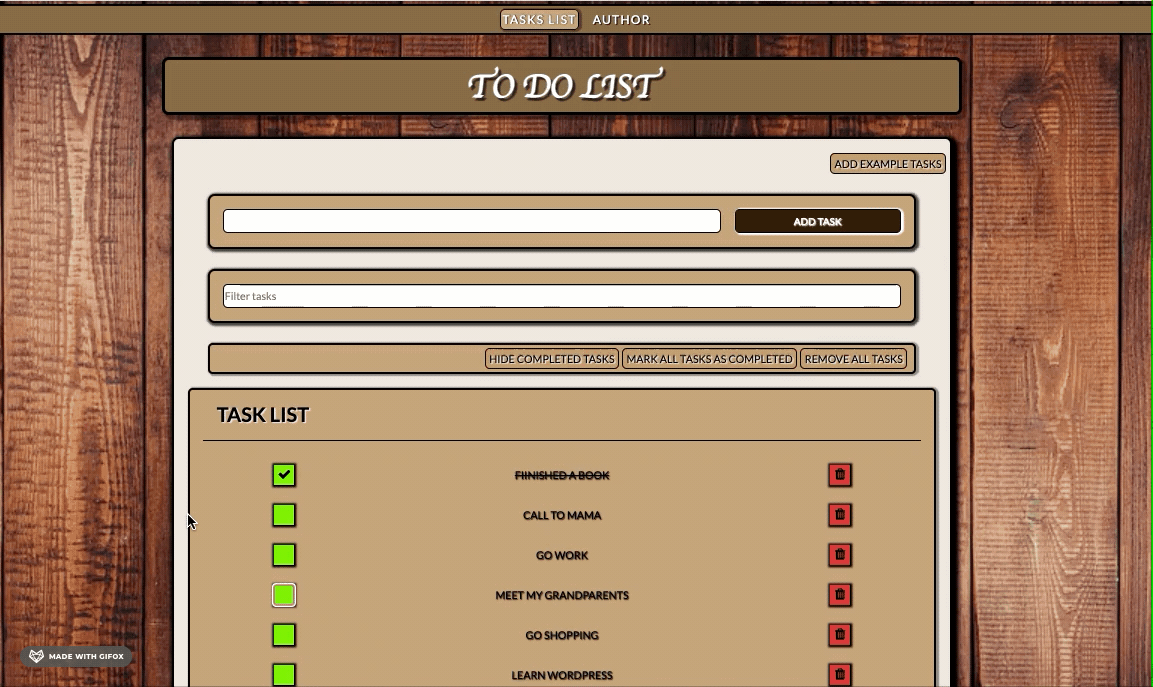 TASKS LIST AUTHOR
TO DO LIST
ADD EXAMPLE TASKS
ADD TASK
Filter tasks
HIDE COMPLETED TASKS MARK ALL TASKS AS COMPLETED REMOVE ALL TASKS
TASK LIST
FIINISHED A BOOK
CALL TO MAMA
GO WORK
MEET MY GRANDPARENTS
GO SHOPPING
LEARN WORDPRESS
MADE WITH GIFOX